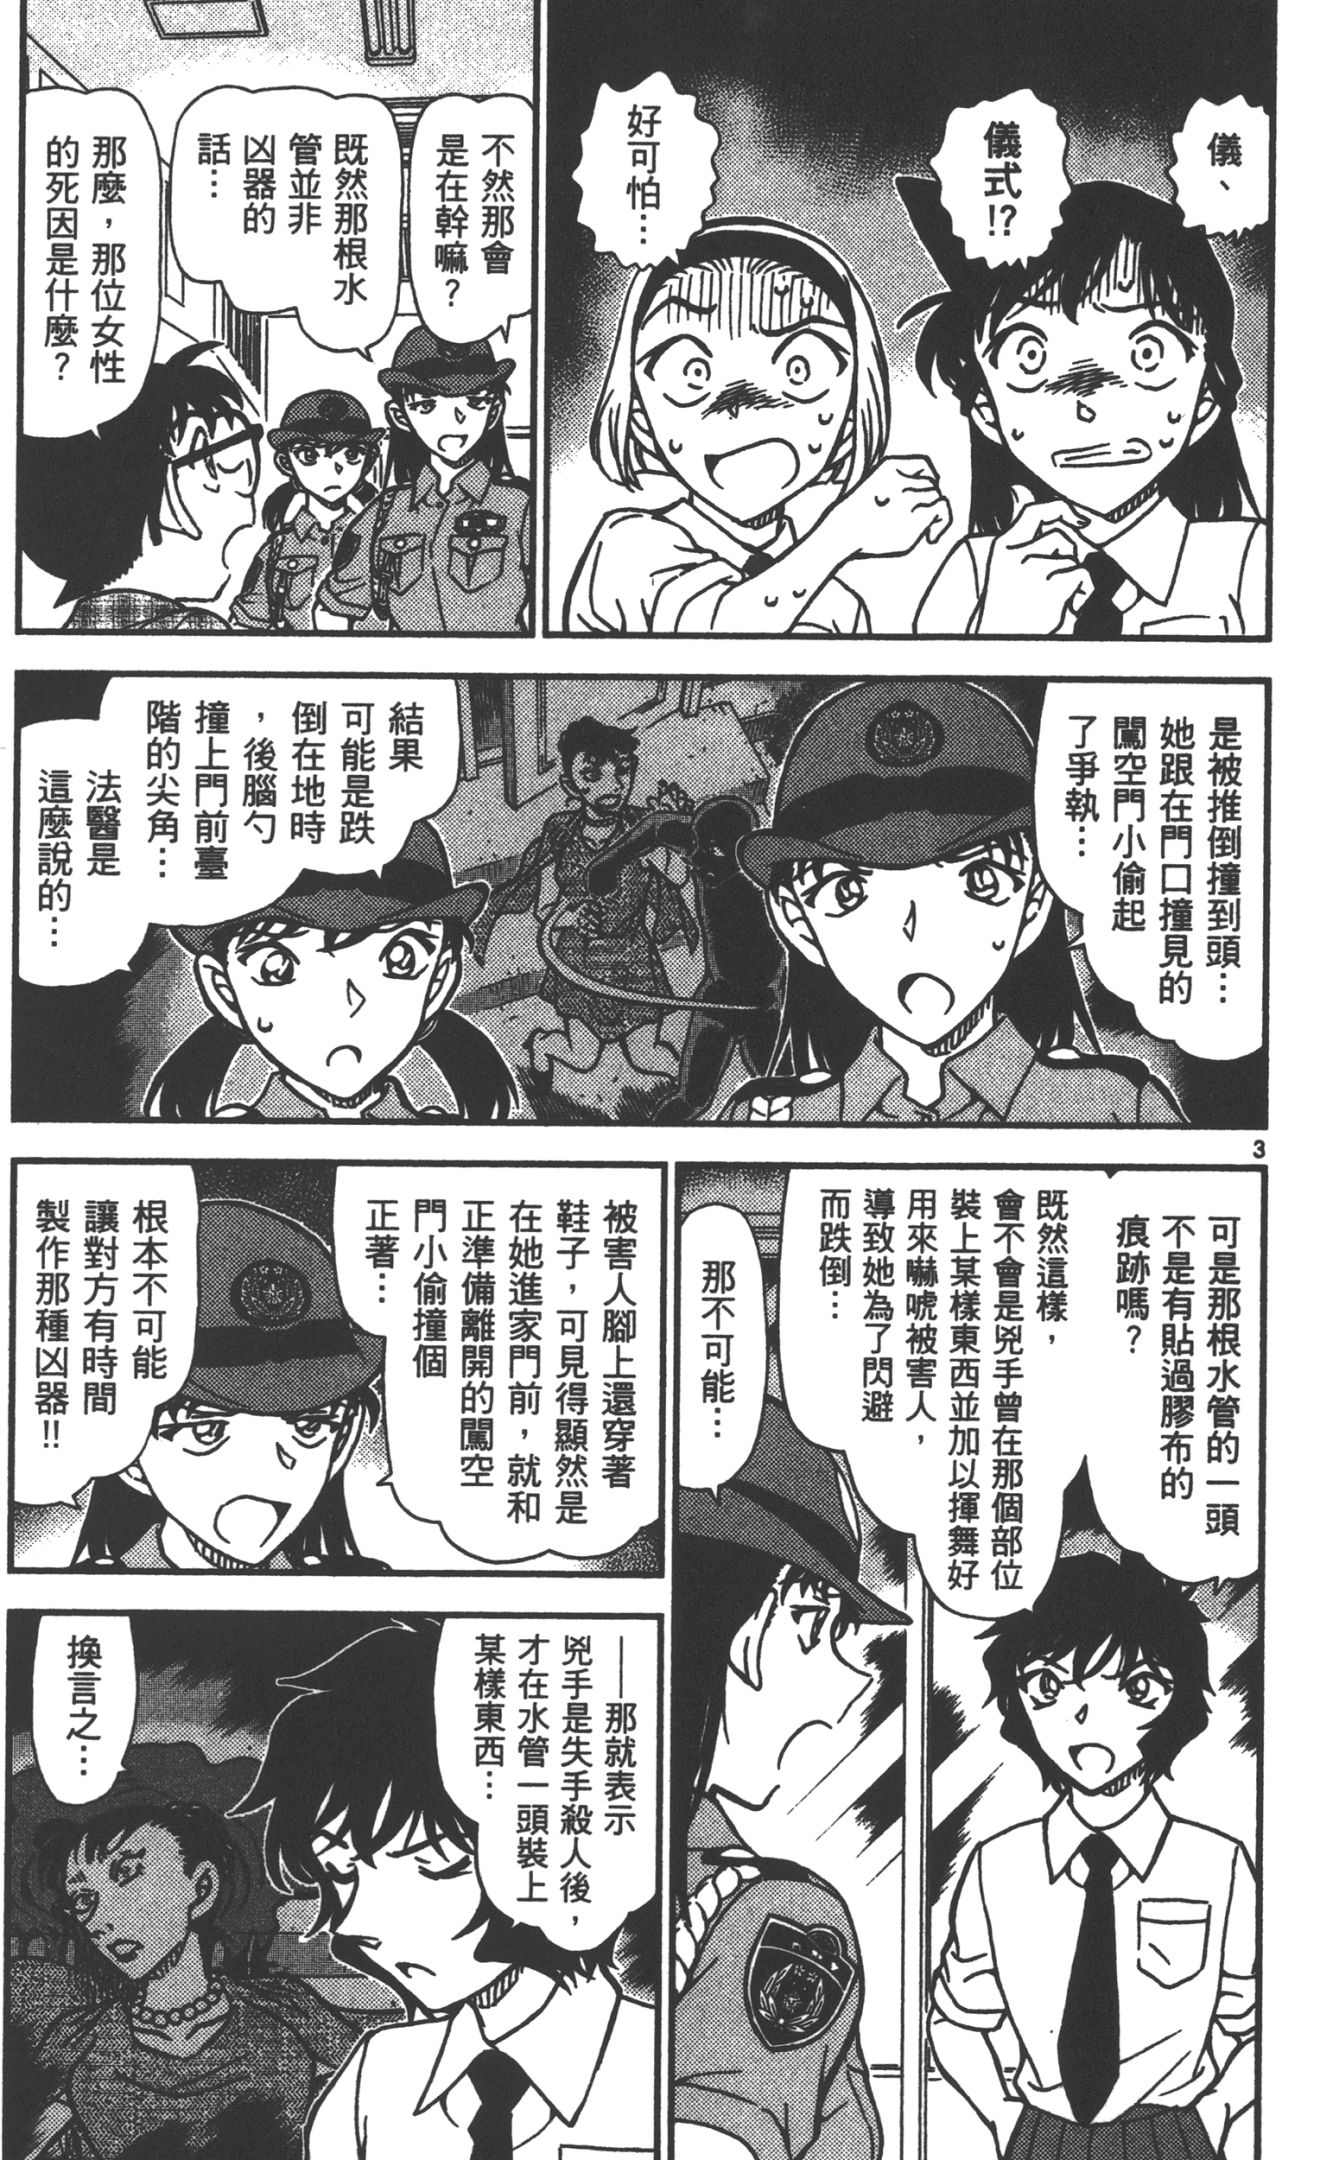 儀、
儀式!?
好可怕…
不然那會
是在幹嘛？
既然那根水
管並非
凶器的
話…
那麼，那位女性
的死因是什麼？
是被推倒撞到頭…
她跟在門口撞見的
闖空門小偷起
了爭執…
結果
可能是跌
倒在地時
，後腦勺
撞上門前臺
階的尖角…
法醫是
這麼說的…
3
可是那根水管的一頭
不是有貼過膠布的
痕跡嗎？
既然這樣，
會不會是兇手曾在那個部位
裝上某樣東西並加以揮舞好
用來嚇唬被害人，
導致她為了閃避
而跌倒…
那不可能…
被害人腳上還穿著
鞋子，可見得顯然是
在她進家門前，就和
正準備離開的闖空
門小偷撞個
正著…
根本不可能
讓對方有時間
製作那種凶器!!
——那就表示
兇手是失手殺人後，
才在水管一頭裝上
某樣東西…
換言之…